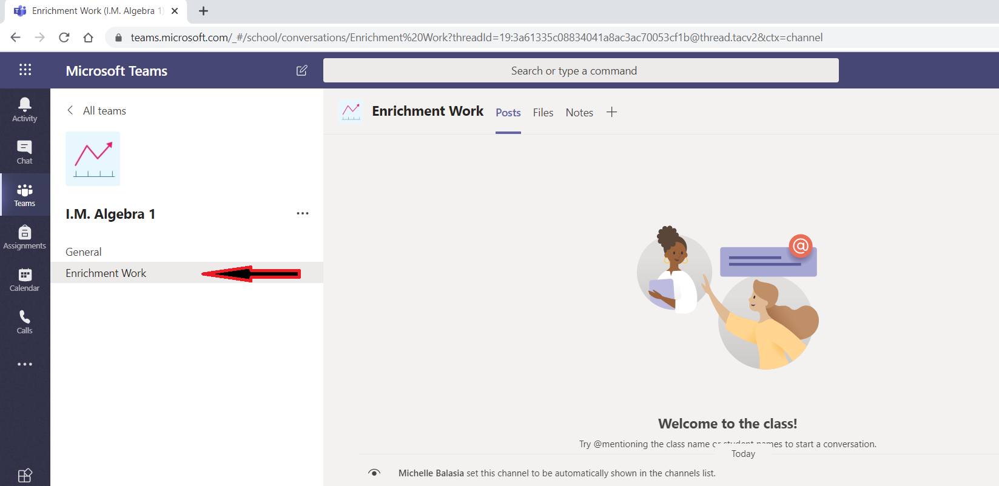 Enrichment Work (I.M. Algebra 1)
teams.microsoft.com/_#/school/conversations/Enrichment%20Work?threadId=19:3a61335c08834041a8ac3ac70053cf1b@thread.tacv2&ctx=channel
Microsoft Teams
Search or type a command
Activity
Chat
Teams
Assignments
Calendar
Calls
All teams
I.M. Algebra 1
General
Enrichment Work
Enrichment Work Posts Files Notes
@
Welcome to the class!
Try @mentioning the class name or student names to start a conversation.
Today
Michelle Balasia set this channel to be automatically shown in the channels list.